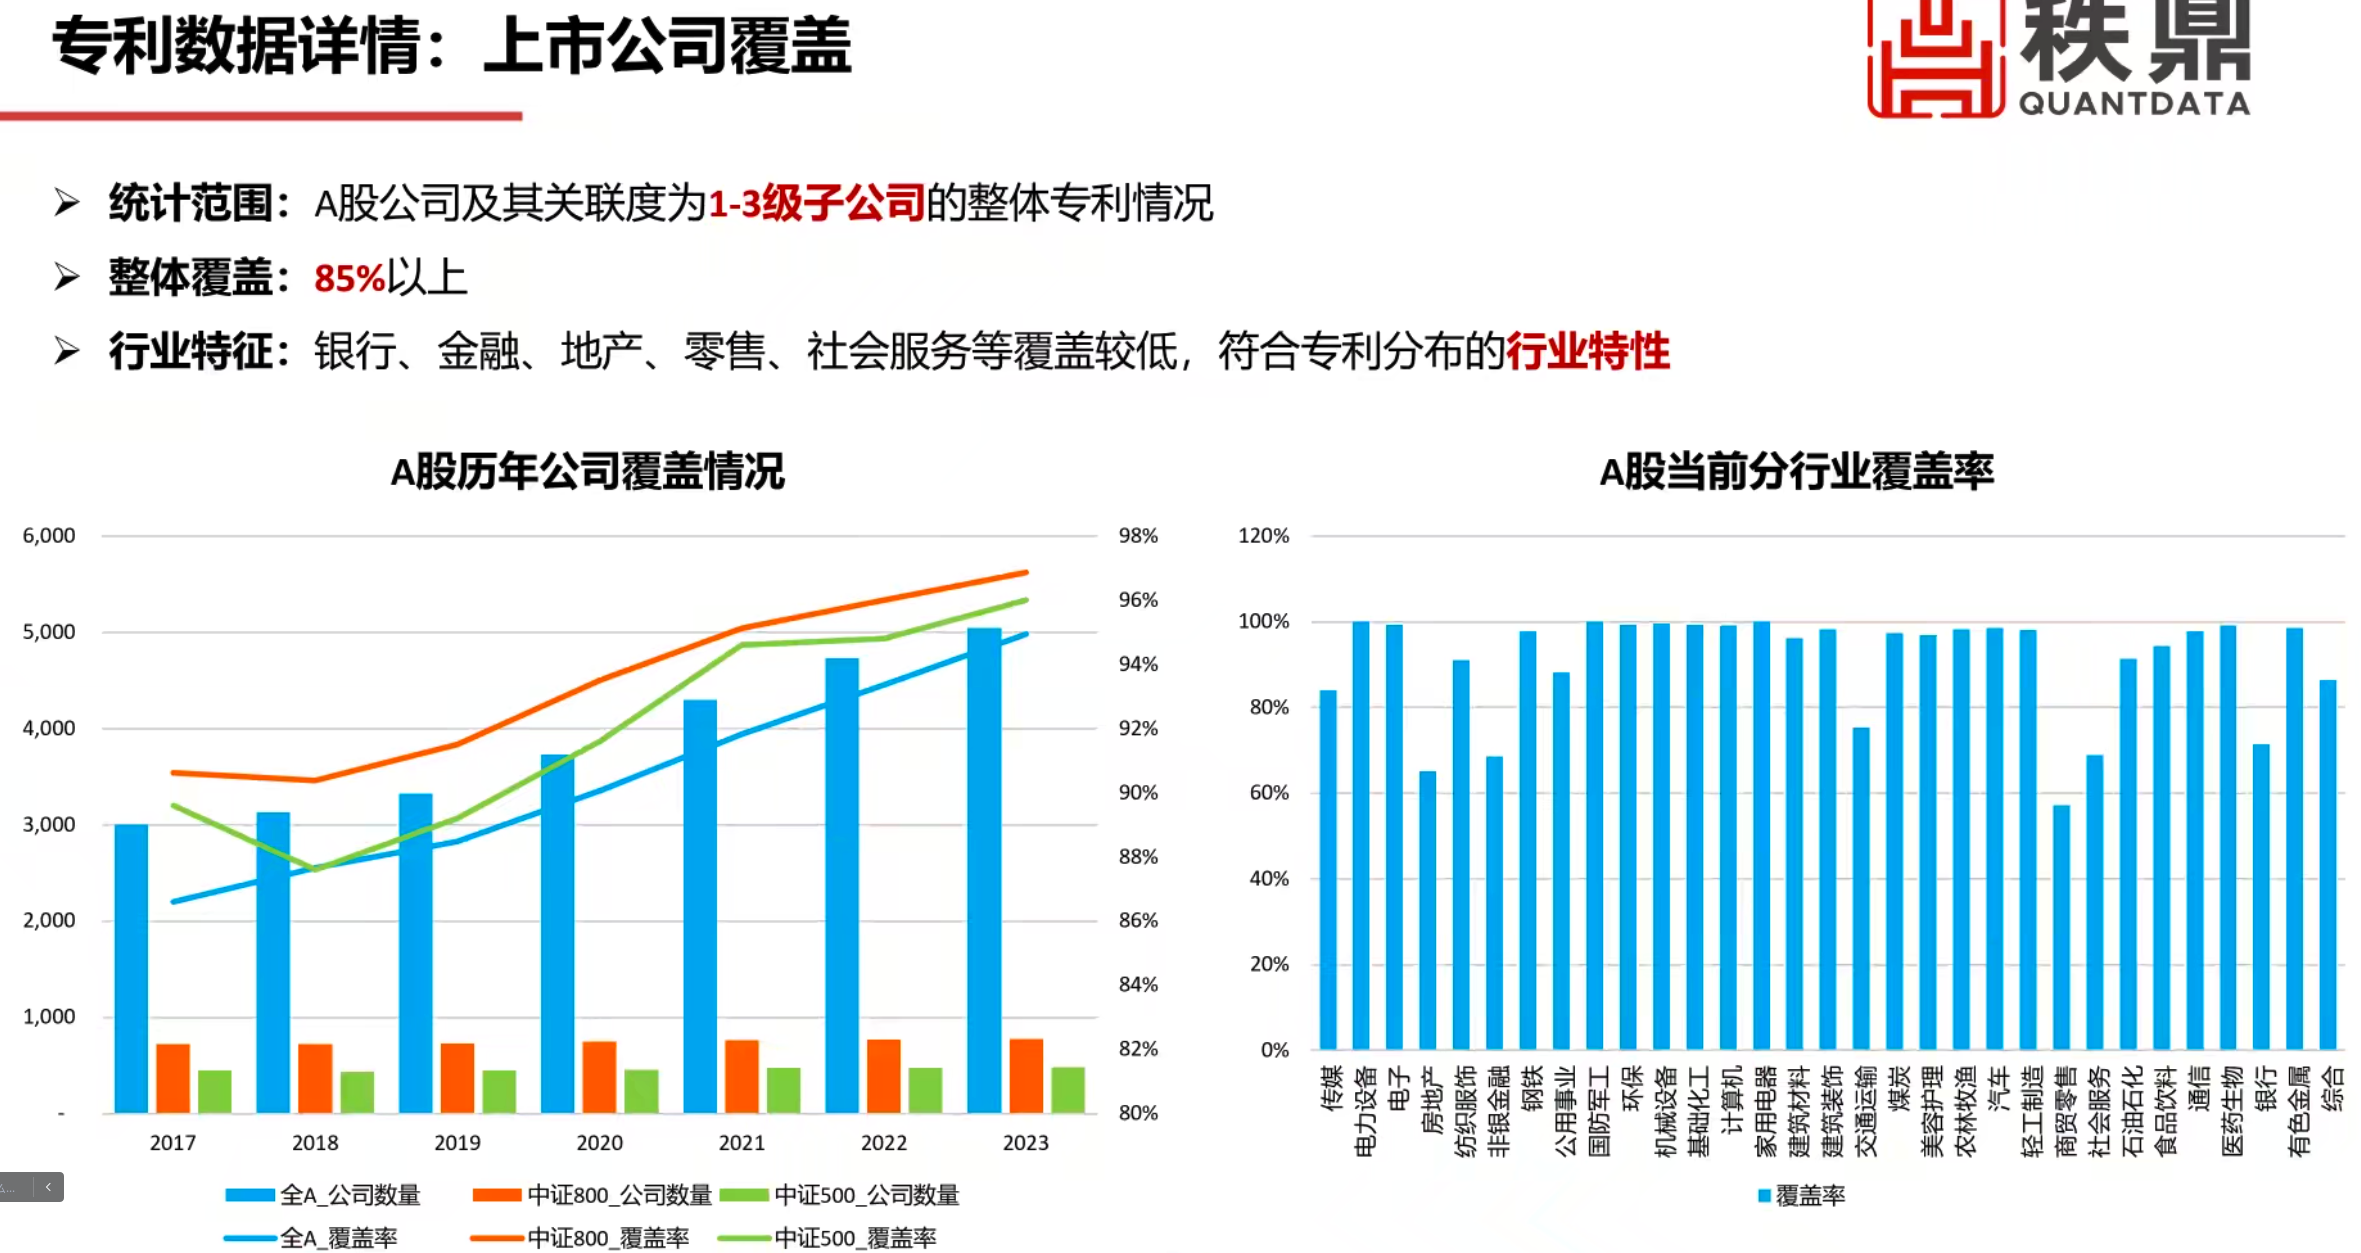 专利数据详情：上市公司覆盖
秩鼎
QUANTDATA
统计范围：A股公司及其关联度为1-3级子公司的整体专利情况
整体覆盖：85%以上
行业特征：银行、金融、地产、零售、社会服务等覆盖较低，符合专利分布的行业特性
A股历年公司覆盖情况
6,000
5,000
4,000
3,000
2,000
1,000
-
98%
96%
94%
92%
90%
88%
86%
84%
82%
80%
2017 2018 2019 2020 2021 2022 2023
全A_公司数量 中证800_公司数量 中证500_公司数量
全A_覆盖率 中证800_覆盖率 中证500_覆盖率
A股当前分行业覆盖率
120%
100%
80%
60%
40%
20%
0%
传媒
电力设备
电子
房地产
纺织服饰
非银金融
钢铁
公用事业
国防军工
环保
机械设备
基础化工
计算机
家用电器
建筑材料
建筑装饰
交通运输
煤炭
美容护理
农林牧渔
汽车
轻工制造
商贸零售
社会服务
石油石化
食品饮料
通信
医药生物
银行
有色金属
综合
覆盖率